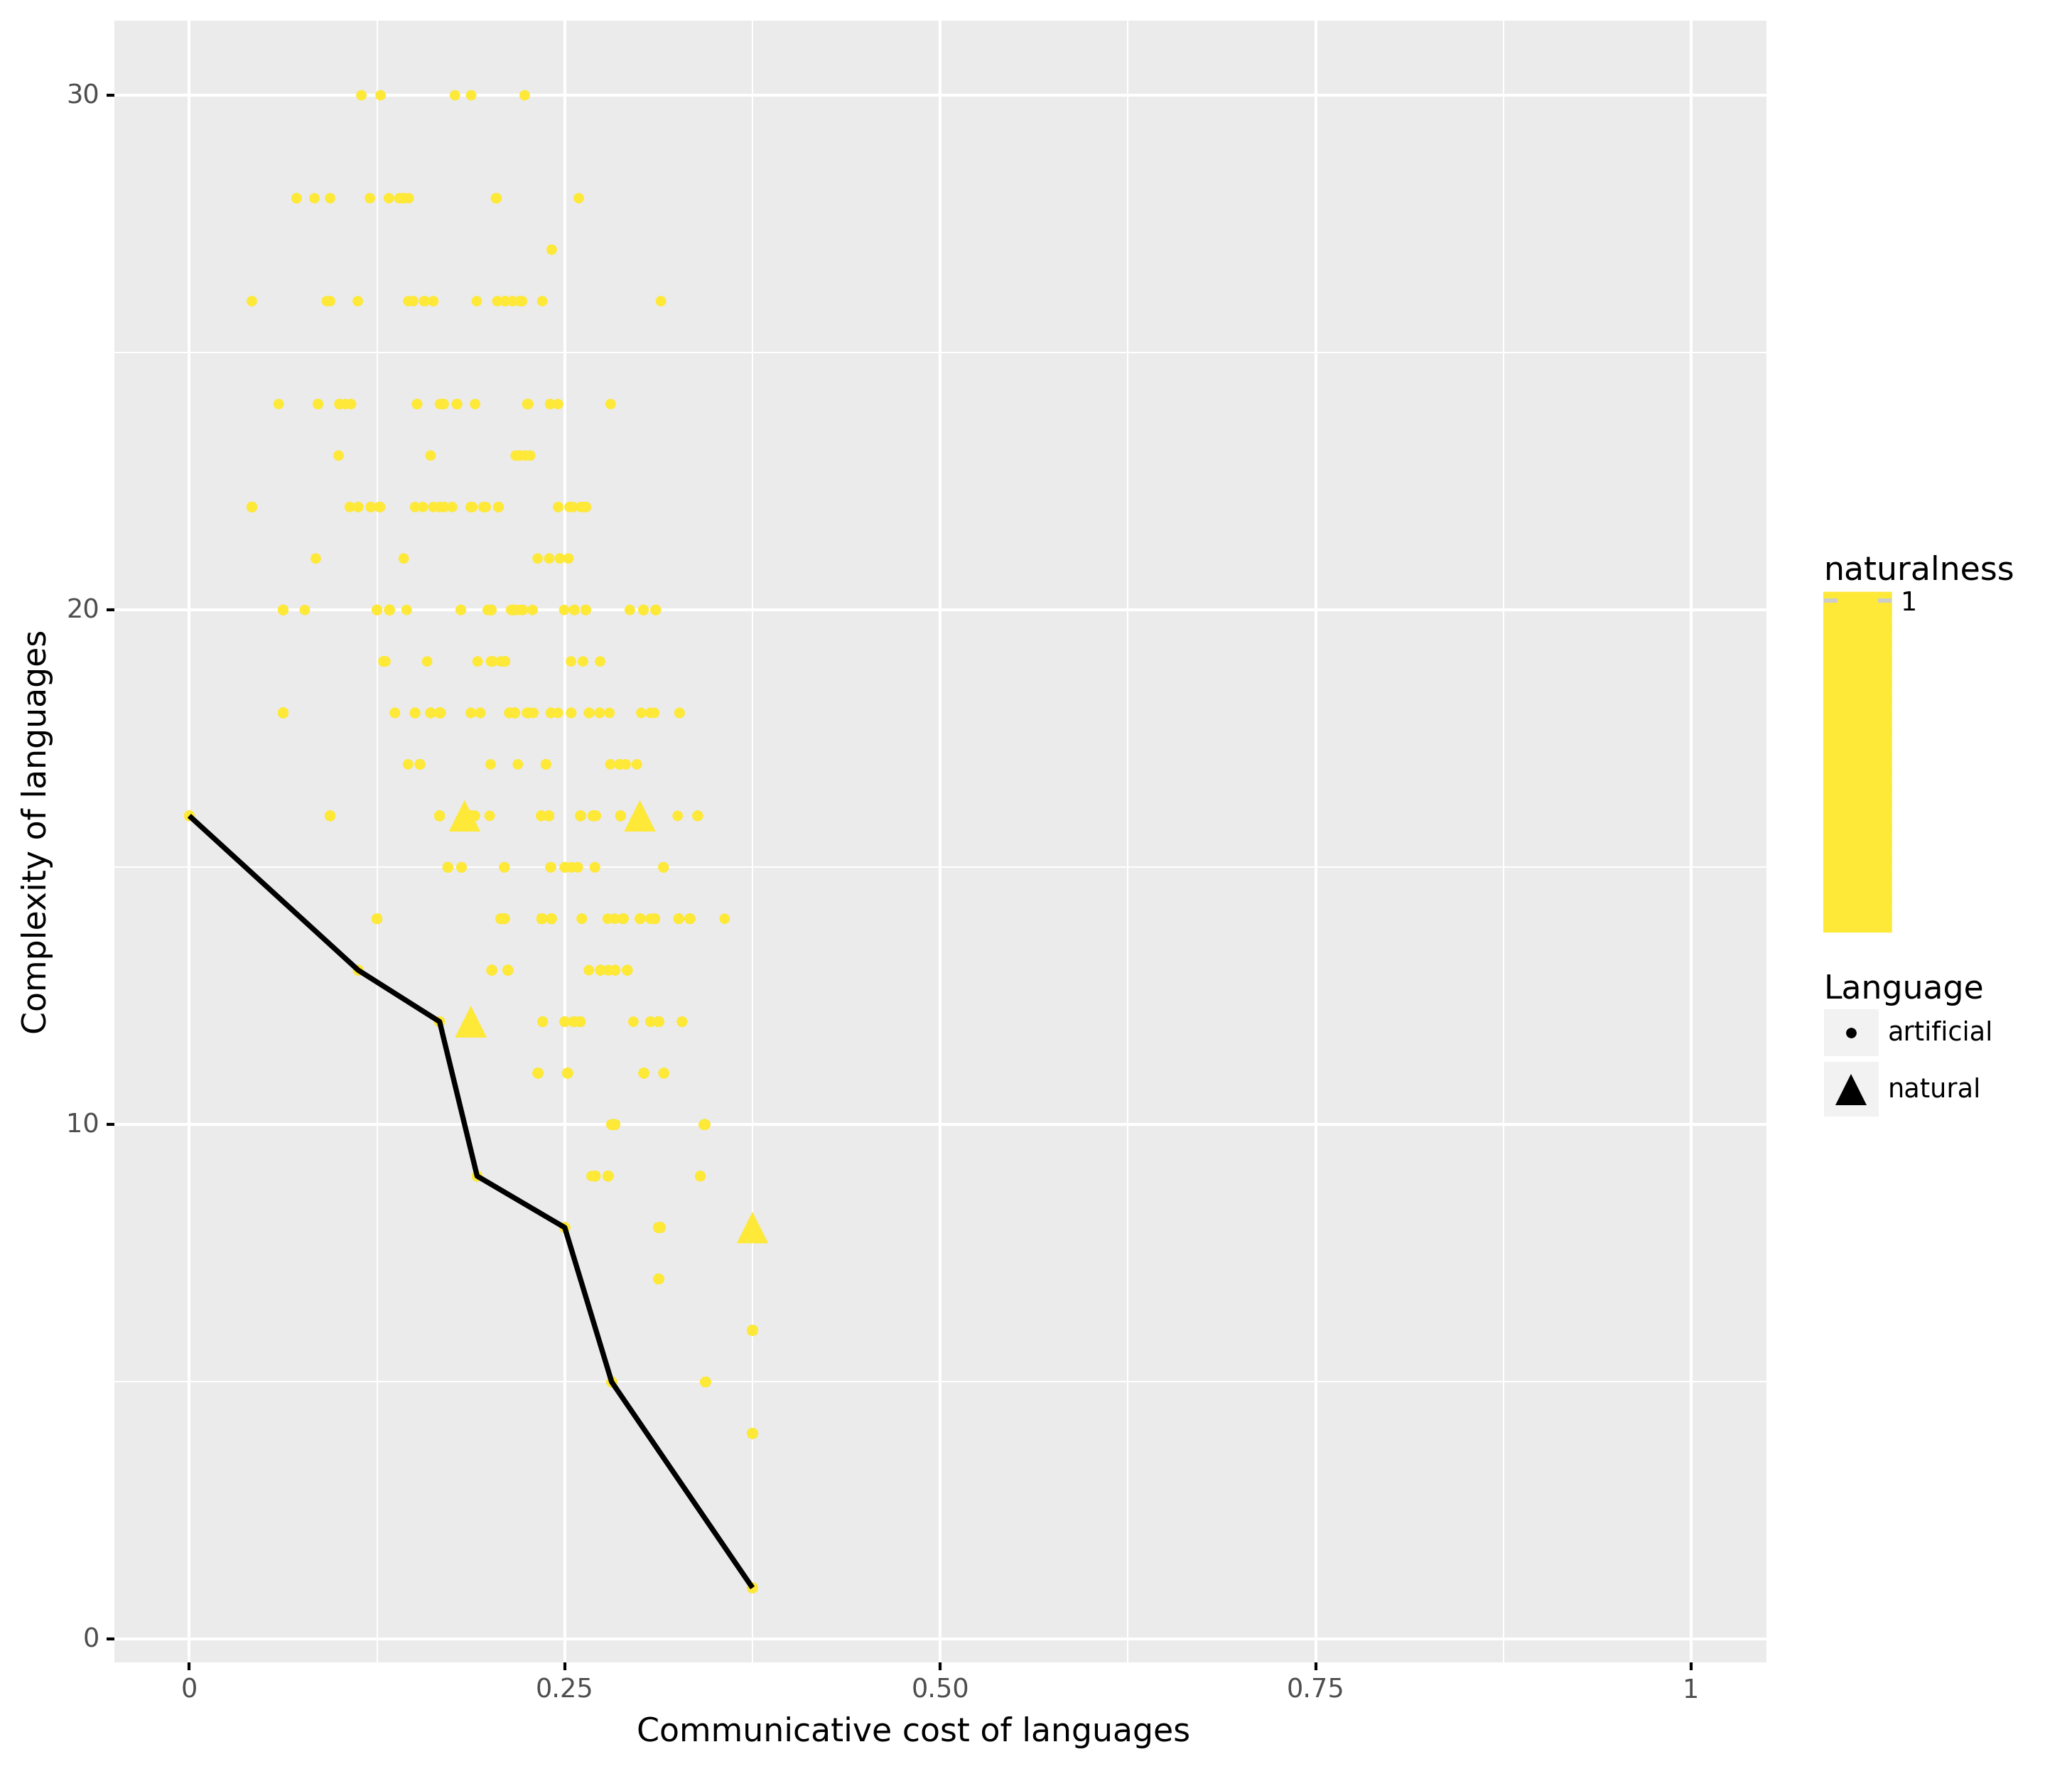 30
20
10
0
Complexity of languages
0
0.25
0.50
0.75
1
Communicative cost of languages
naturalness
1
Language
artificial
natural